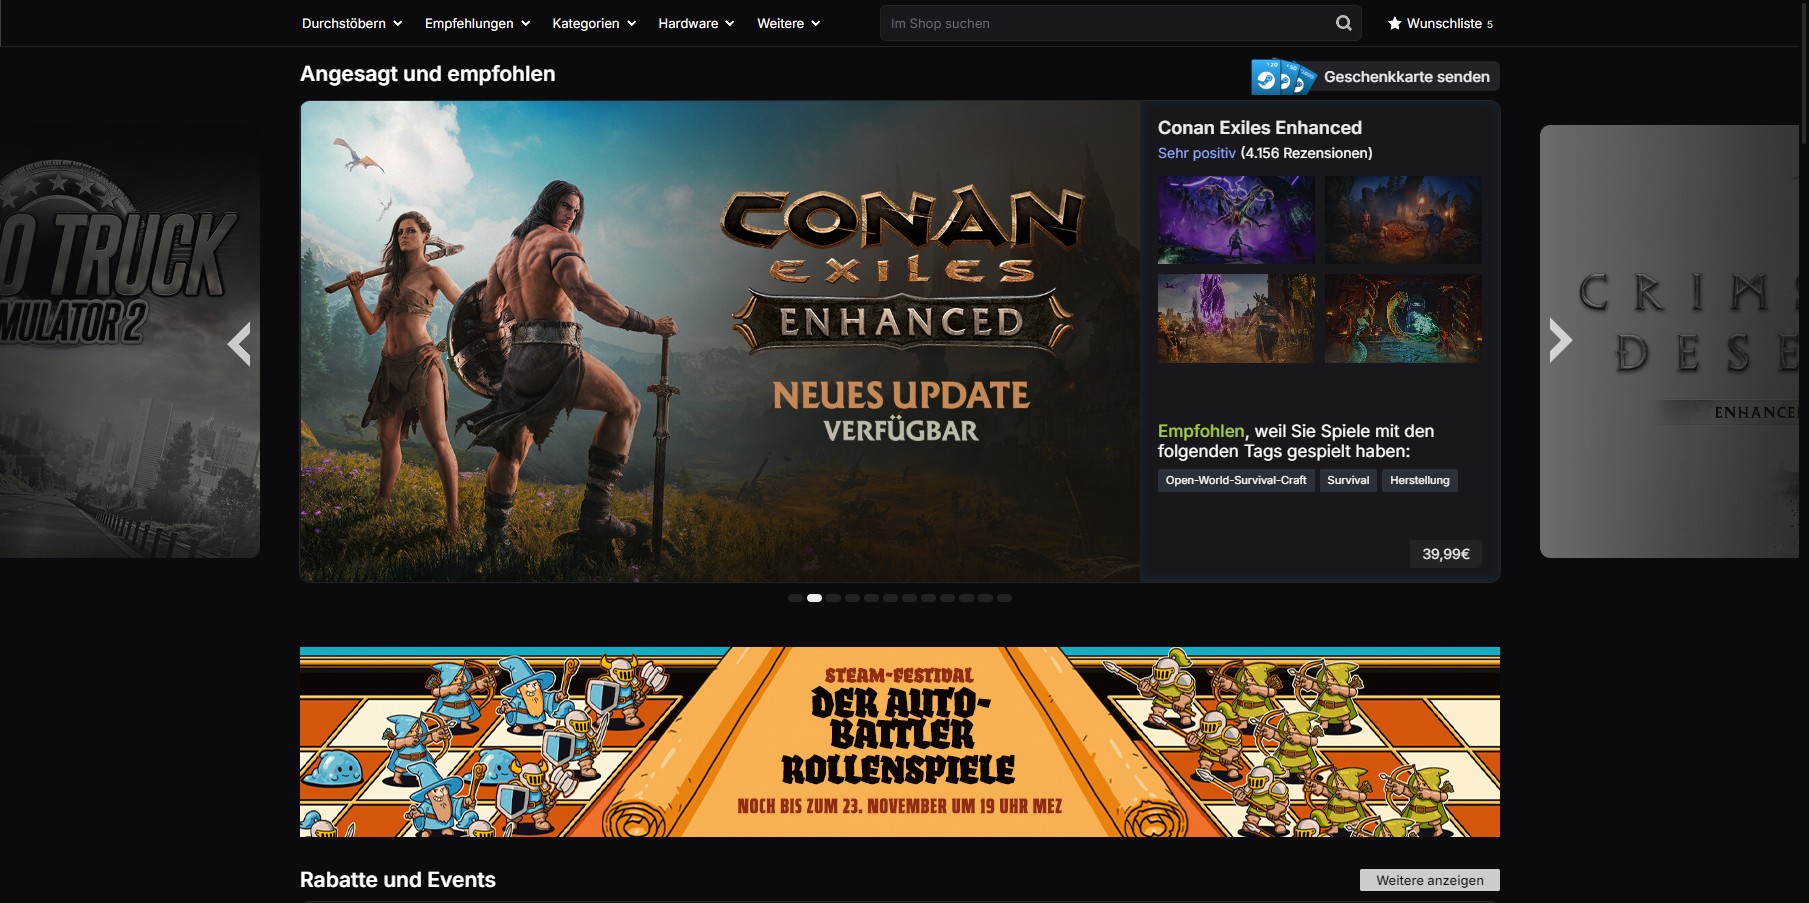 Durchstöbern Empfehlungen Kategorien Hardware Weitere Im Shop suchen Wunschliste 5
Angesagt und empfohlen
Geschenkkarte senden
O TRUCK
MULATOR 2
CONAN
EXILES
ENHANCED
NEUES UPDATE
VERFÜGBAR
Conan Exiles Enhanced
Sehr positiv (4.156 Rezensionen)
Empfohlen, weil Sie Spiele mit den
folgenden Tags gespielt haben:
Open-World-Survival-Craft Survival Herstellung
39,99€
CRIMS
DESE
ENHANCE
STEAM-FESTIVAL
DER AUTO-
BATTLER
ROLLENSPIELE
NOCH BIS ZUM 23. NOVEMBER UM 19 UHR MEZ
Rabatte und Events
Weitere anzeigen